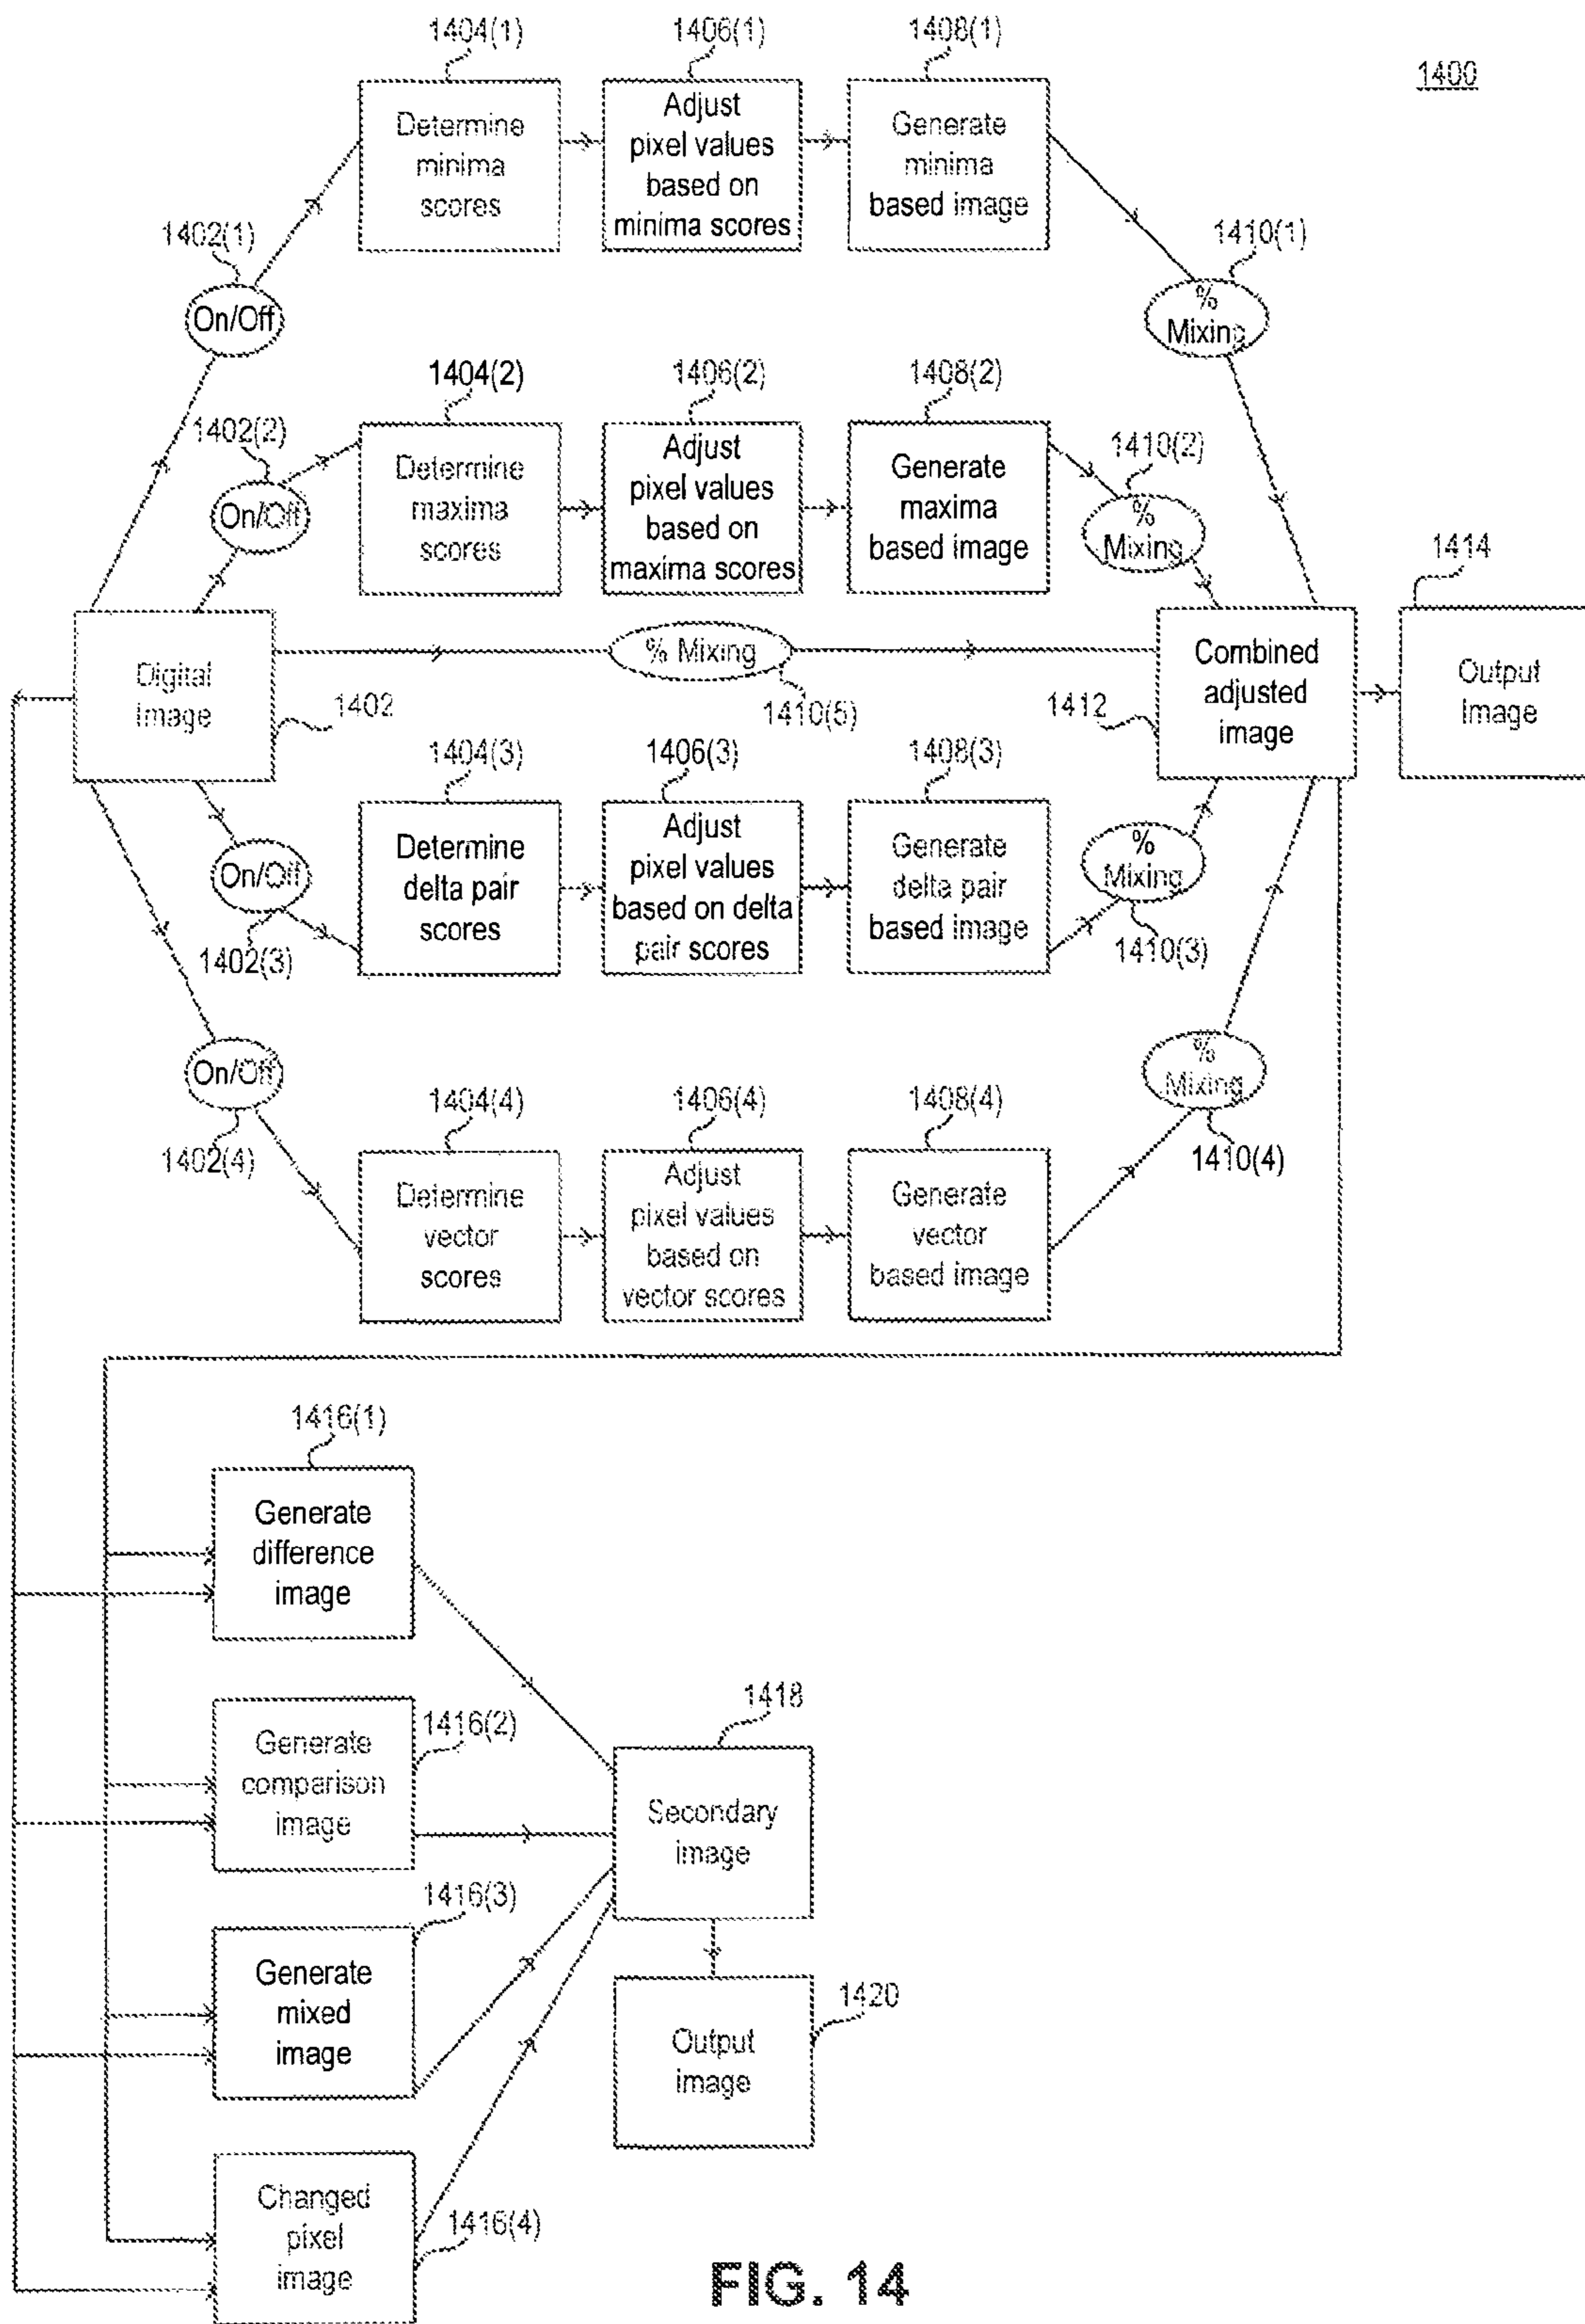 1404(1)
1406(1)
1408(1)
1400
Determine
minima
scores
Adjust
pixel values
based on
minima scores
Generate
minima
based image
1402(1)
On/Off
1410(1)
%
Mixing
1404(2)
1406(2)
1408(2)
1402(2)
On/Off
Determine
maxima
scores
Adjust
pixel values
based on
maxima scores
Generate
maxima
based image
1410(2)
%
Mixing
1414
Digital
Image
1402
% Mixing
1410(5)
1412
Combined
adjusted
image
Output
Image
1404(3)
1406(3)
1408(3)
On/Off
1402(3)
Determine
delta pair
scores
Adjust
pixel values
based on delta
pair scores
Generate
delta pair
based image
%
Mixing
1410(3)
On/Off
1402(4)
1404(4)
1406(4)
1408(4)
%
Mixing
1410(4)
Determine
vector
scores
Adjust
pixel values
based on
vector scores
Generate
vector
based image
1416(1)
Generate
difference
image
1416(2)
Generate
comparison
image
1418
Secondary
image
1416(3)
Generate
mixed
image
1420
Output
image
Changed
pixel
image
1416(4)
FIG. 14